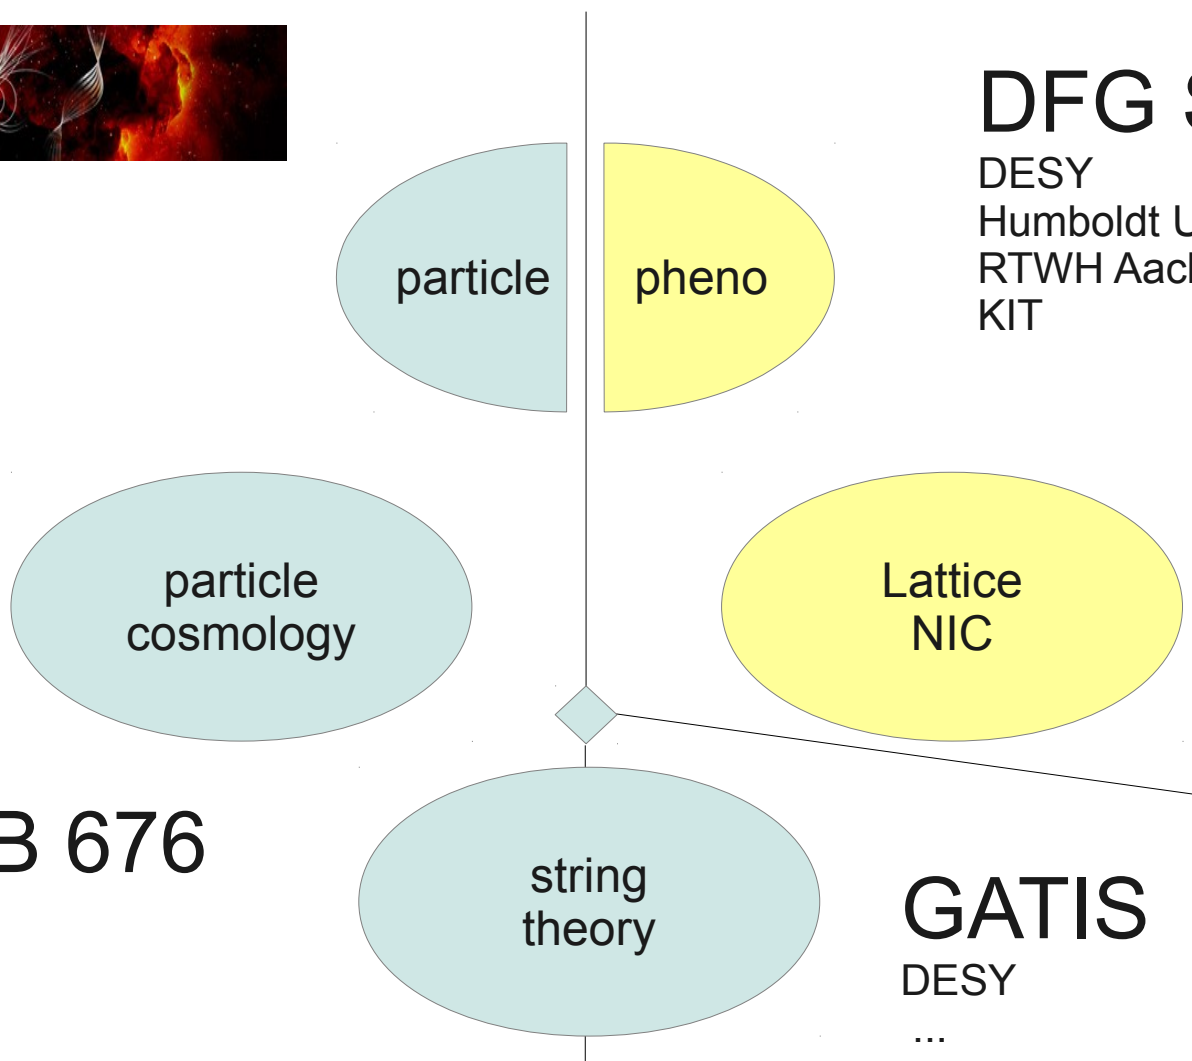 DFG
DESY
Humboldt
RTWH
KIT
particle pheno
particle
cosmology
Lattice
NIC
B 676
string
theory
GATIS
DESY
...